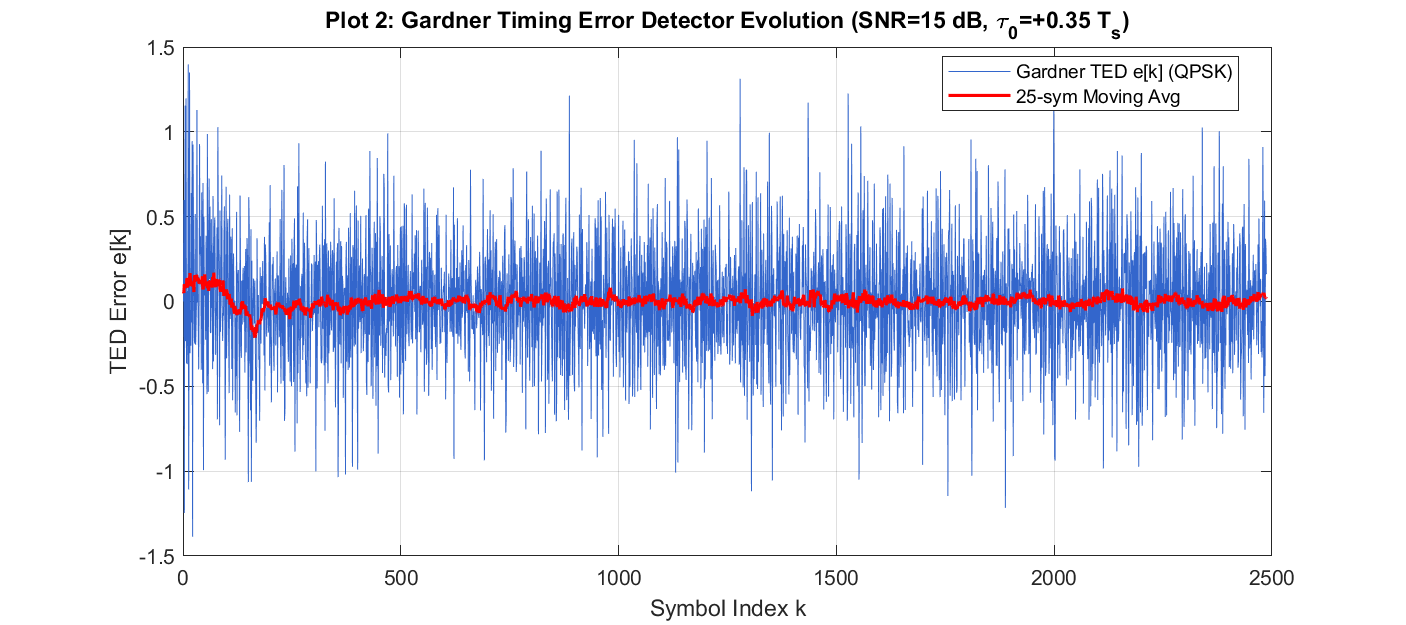 Plot 2: Gardner Timing Error Detector Evolution (SNR=15 dB, τ₀=+0.35 Tₛ)
Gardner TED e[k] (QPSK)
25-sym Moving Avg
TED Error e[k]
1.5
1
0.5
0
-0.5
-1
-1.5
0 500 1000 1500 2000 2500
Symbol Index k